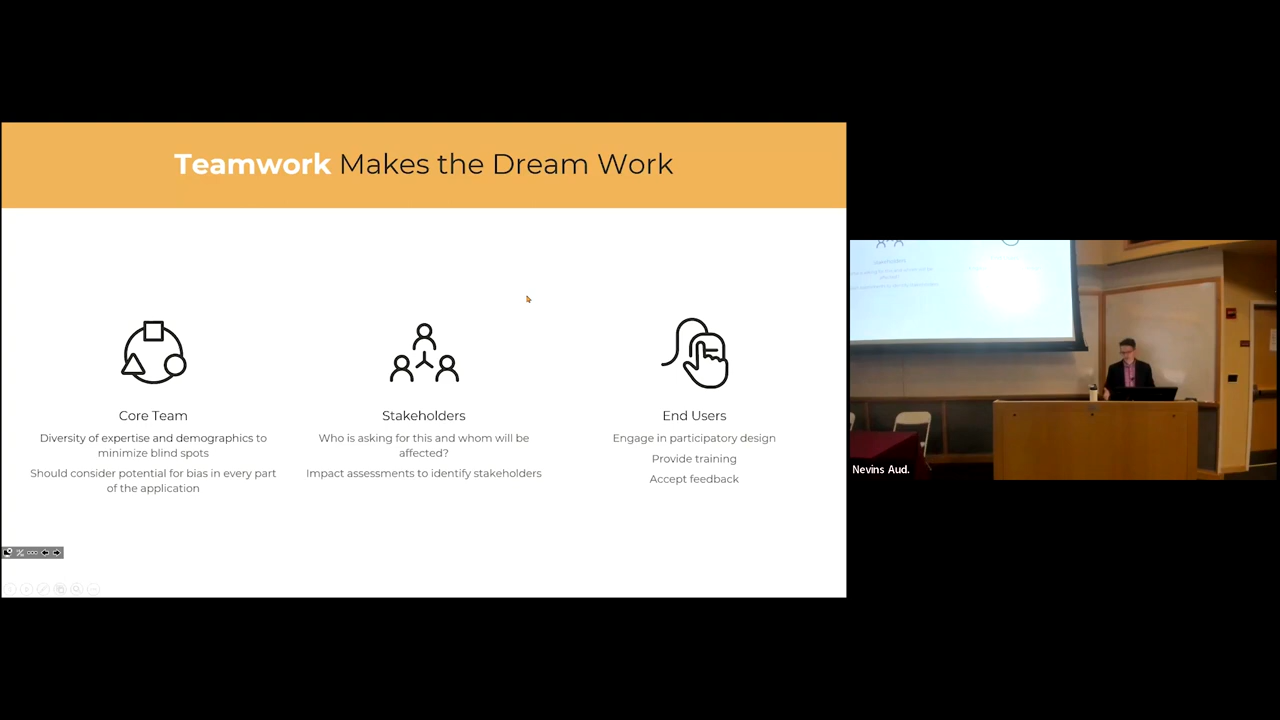 Teamwork Makes the Dream Work
Core Team
Diversity of expertise and demographics to
minimize blind spots
Should consider potential for bias in every part
of the application
Stakeholders
Who is asking for this and whom will be
affected?
Impact assessments to identify stakeholders
End Users
Engage in participatory design
Provide training
Accept feedback
Nevins Aud.